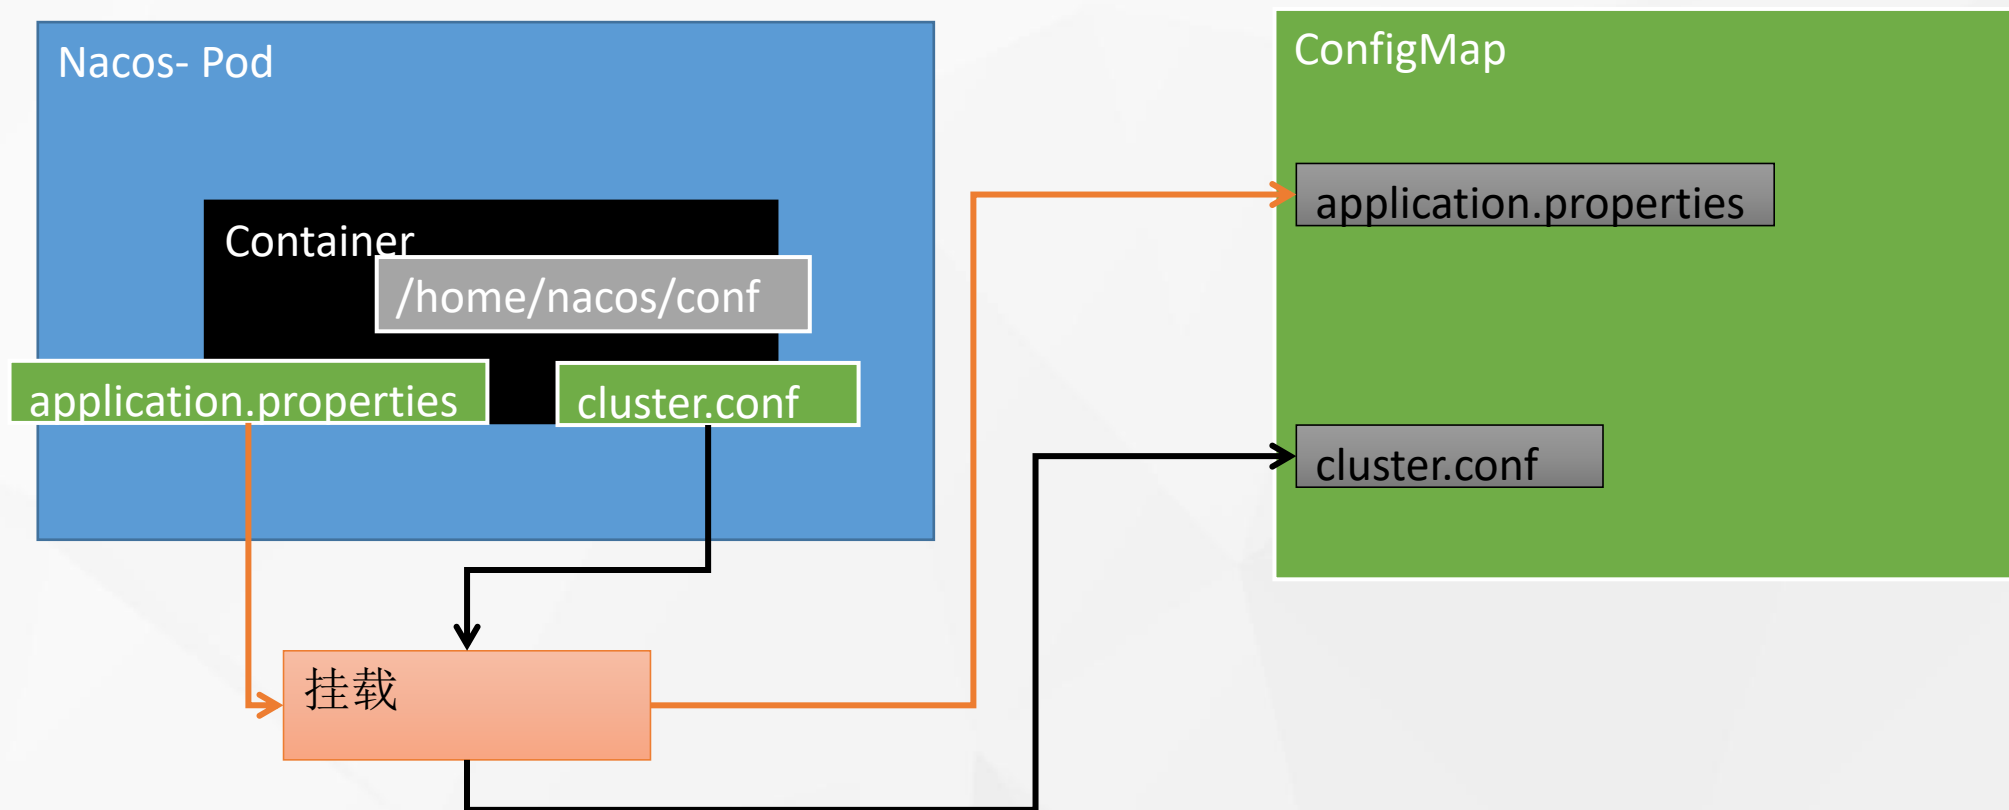 Nacos- Pod
Container
/home/nacos/conf
application.properties
cluster.conf
挂载
ConfigMap
application.properties
cluster.conf